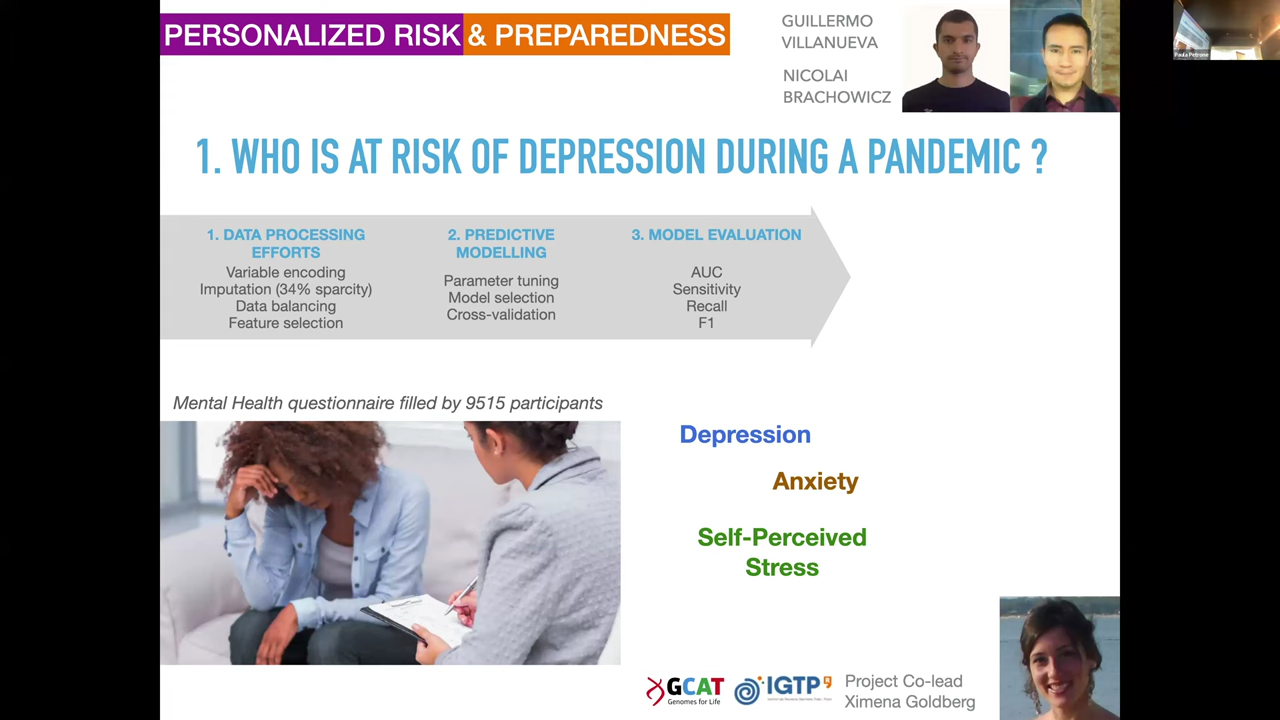 PERSONALIZED RISK & PREPAREDNESS
GUILLERMO
VILLANUEVA
NICOLAI
BRACHOWICZ
Paula Petrone
1. WHO IS AT RISK OF DEPRESSION DURING A PANDEMIC ?
1. DATA PROCESSING
EFFORTS
Variable encoding
Imputation (34% sparcity)
Data balancing
Feature selection
2. PREDICTIVE
MODELLING
Parameter tuning
Model selection
Cross-validation
3. MODEL EVALUATION
AUC
Sensitivity
Recall
F1
Mental Health questionnaire filled by 9515 participants
Depression
Anxiety
Self-Perceived
Stress
GCAT
Genomes for Life
IGTP
Project Co-lead
Ximena Goldberg